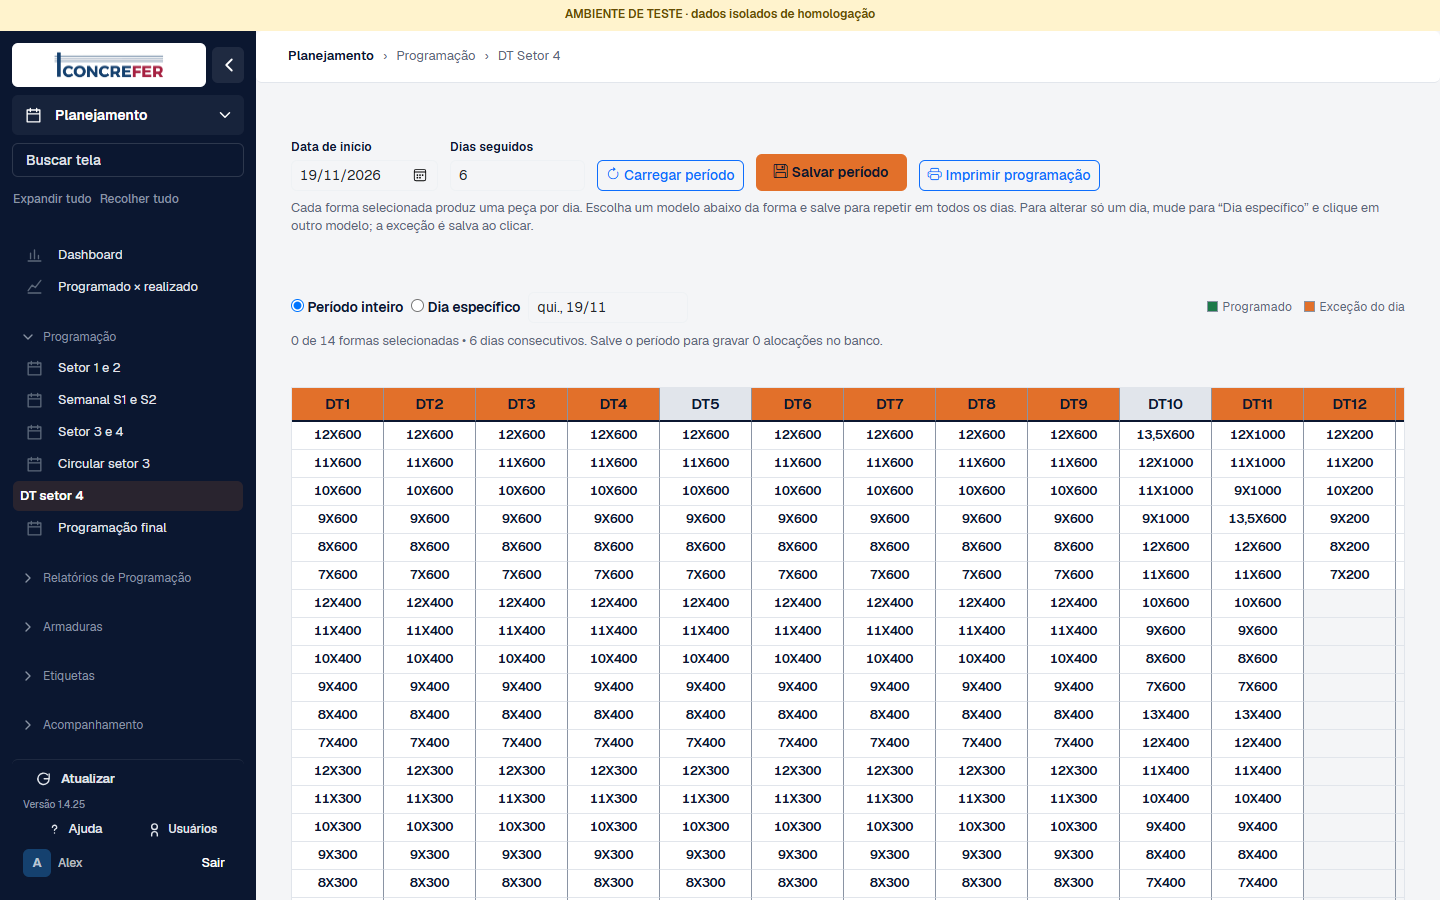 AMBIENTE DE TESTE · dados isolados de homologação
CONCREFER
Planejamento
Buscar tela
Expandir tudo Recolher tudo
Dashboard
Programado × realizado
Programação
Setor 1 e 2
Semanal S1 e S2
Setor 3 e 4
Circular setor 3
DT setor 4
Programação final
Relatórios de Programação
Armaduras
Etiquetas
Acompanhamento
Atualizar
Versão 1.4.25
? Ajuda Usuários
A Alex Sair
Planejamento › Programação › DT Setor 4
Data de início Dias seguidos
19/11/2026 6 Carregar período Salvar período Imprimir programação
Cada forma selecionada produz uma peça por dia. Escolha um modelo abaixo da forma e salve para repetir em todos os dias. Para alterar só um dia, mude para “Dia específico” e clique em
outro modelo; a exceção é salva ao clicar.
Período inteiro Dia específico qui., 19/11 Programado Exceção do dia
0 de 14 formas selecionadas • 6 dias consecutivos. Salve o período para gravar 0 alocações no banco.
DT1 DT2 DT3 DT4 DT5 DT6 DT7 DT8 DT9 DT10 DT11 DT12
12X600 12X600 12X600 12X600 12X600 12X600 12X600 12X600 12X600 13,5X600 12X1000 12X200
11X600 11X600 11X600 11X600 11X600 11X600 11X600 11X600 11X600 12X1000 11X1000 11X200
10X600 10X600 10X600 10X600 10X600 10X600 10X600 10X600 10X600 11X1000 9X1000 10X200
9X600 9X600 9X600 9X600 9X600 9X600 9X600 9X600 9X600 9X1000 13,5X600 9X200
8X600 8X600 8X600 8X600 8X600 8X600 8X600 8X600 8X600 12X600 12X600 8X200
7X600 7X600 7X600 7X600 7X600 7X600 7X600 7X600 7X600 11X600 11X600 7X200
12X400 12X400 12X400 12X400 12X400 12X400 12X400 12X400 12X400 10X600 10X600
11X400 11X400 11X400 11X400 11X400 11X400 11X400 11X400 11X400 9X600 9X600
10X400 10X400 10X400 10X400 10X400 10X400 10X400 10X400 10X400 8X600 8X600
9X400 9X400 9X400 9X400 9X400 9X400 9X400 9X400 9X400 7X600 7X600
8X400 8X400 8X400 8X400 8X400 8X400 8X400 8X400 8X400 13X400 13X400
7X400 7X400 7X400 7X400 7X400 7X400 7X400 7X400 7X400 12X400 12X400
12X300 12X300 12X300 12X300 12X300 12X300 12X300 12X300 12X300 11X400 11X400
11X300 11X300 11X300 11X300 11X300 11X300 11X300 11X300 11X300 10X400 10X400
10X300 10X300 10X300 10X300 10X300 10X300 10X300 10X300 10X300 9X400 9X400
9X300 9X300 9X300 9X300 9X300 9X300 9X300 9X300 9X300 8X400 8X400
8X300 8X300 8X300 8X300 8X300 8X300 8X300 8X300 8X300 7X400 7X400